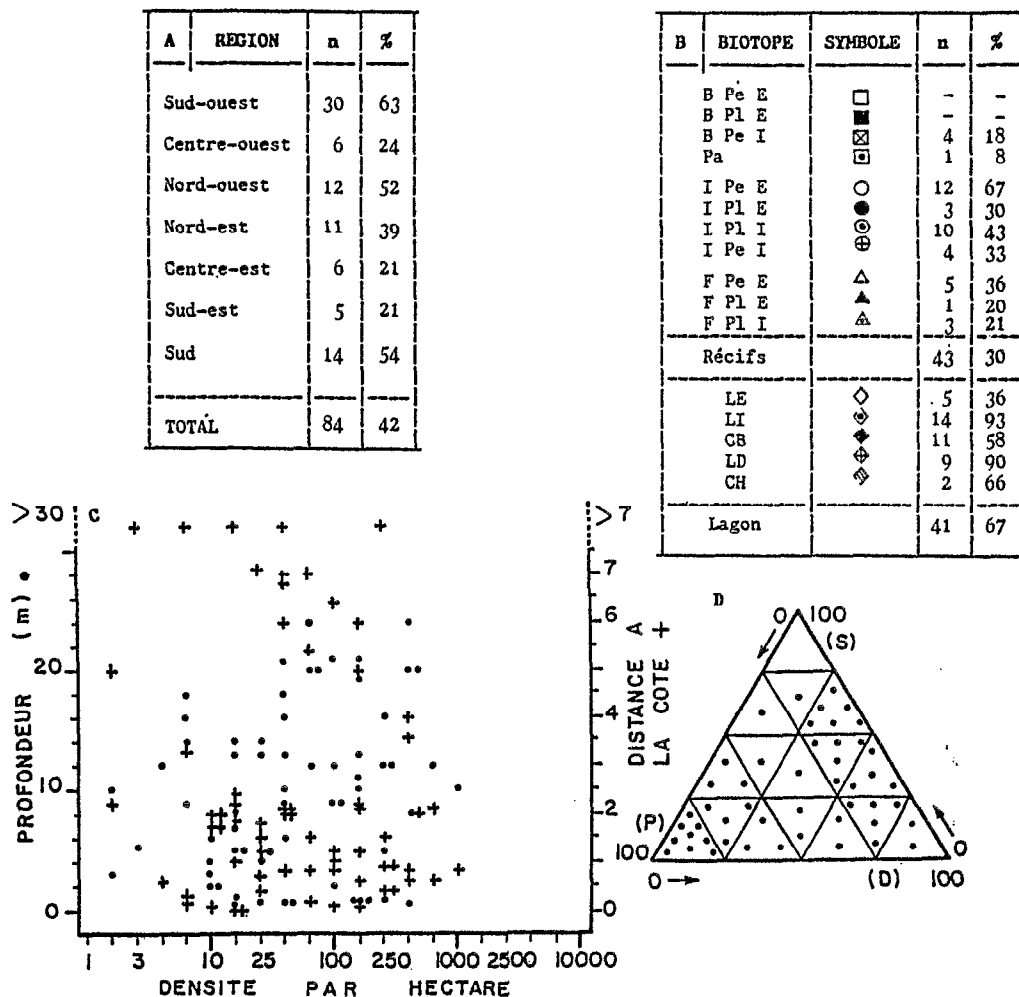 A REGION n %
Sud-ouest 30 63
Centre-ouest 6 24
Nord-ouest 12 52
Nord-est 11 39
Centre-est 6 21
Sud-est 5 21
Sud 14 54
TOTÁL 84 42
B BIOTOPE SYMBOLE n %
B Pe E - -
B Pl E - -
B Pe I 4 18
Pa 1 8
I Pe E 12 67
I Pl E 3 30
I Pl I 10 43
I Pe I 4 33
F Pe E 5 36
F Pl E 1 20
F Pl I 3 21
Récifs 43 30
LE 5 36
LI 14 93
CB 11 58
LD 9 90
CH 2 66
Lagon 41 67
C
>30
20
10
0
PROFONDEUR (m)
>7
7
6
4
2
0
DISTANCE A
LA COTE +
1 3 10 25 100 250 1000 10000
DENSITE PAR HECTARE
D
0 100
(S)
(P)
100 0
0 → (D) 100